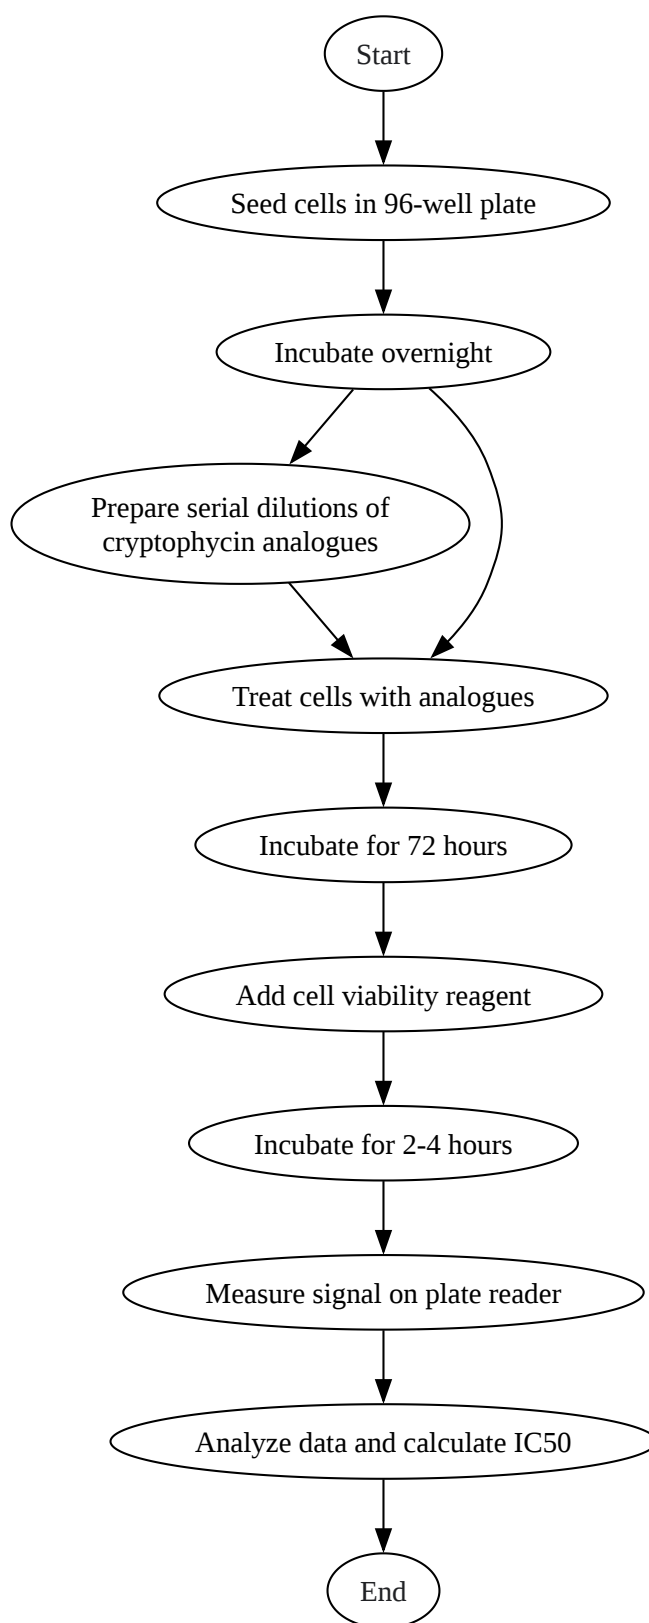 Start
Seed cells in 96-well plate
Incubate overnight
Prepare serial dilutions of
cryptophycin analogues
Treat cells with analogues
Incubate for 72 hours
Add cell viability reagent
Incubate for 2-4 hours
Measure signal on plate reader
Analyze data and calculate IC50
End